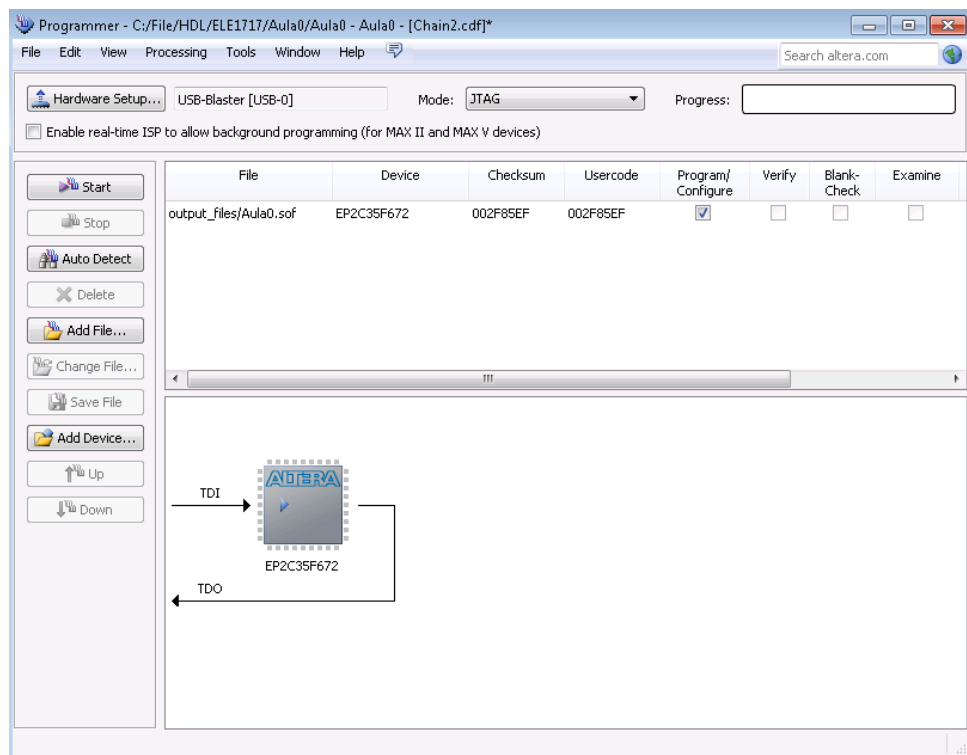 Programmer - C:/File/HDL/ELE1717/Aula0/Aula0 - Aula0 - [Chain2.cdf]*
File Edit View Processing Tools Window Help
Search altera.com
Hardware Setup... USB-Blaster [USB-0] Mode: JTAG Progress:
Enable real-time ISP to allow background programming (for MAX II and MAX V devices)
Start
Stop
Auto Detect
Delete
Add File...
Change File...
Save File
Add Device...
Up
Down
File Device Checksum Usercode Program/ Verify Blank- Examine
Configure Check
output_files/Aula0.sof EP2C35F672 002F85EF 002F85EF
ALTERA
TDI
EP2C35F672
TDO